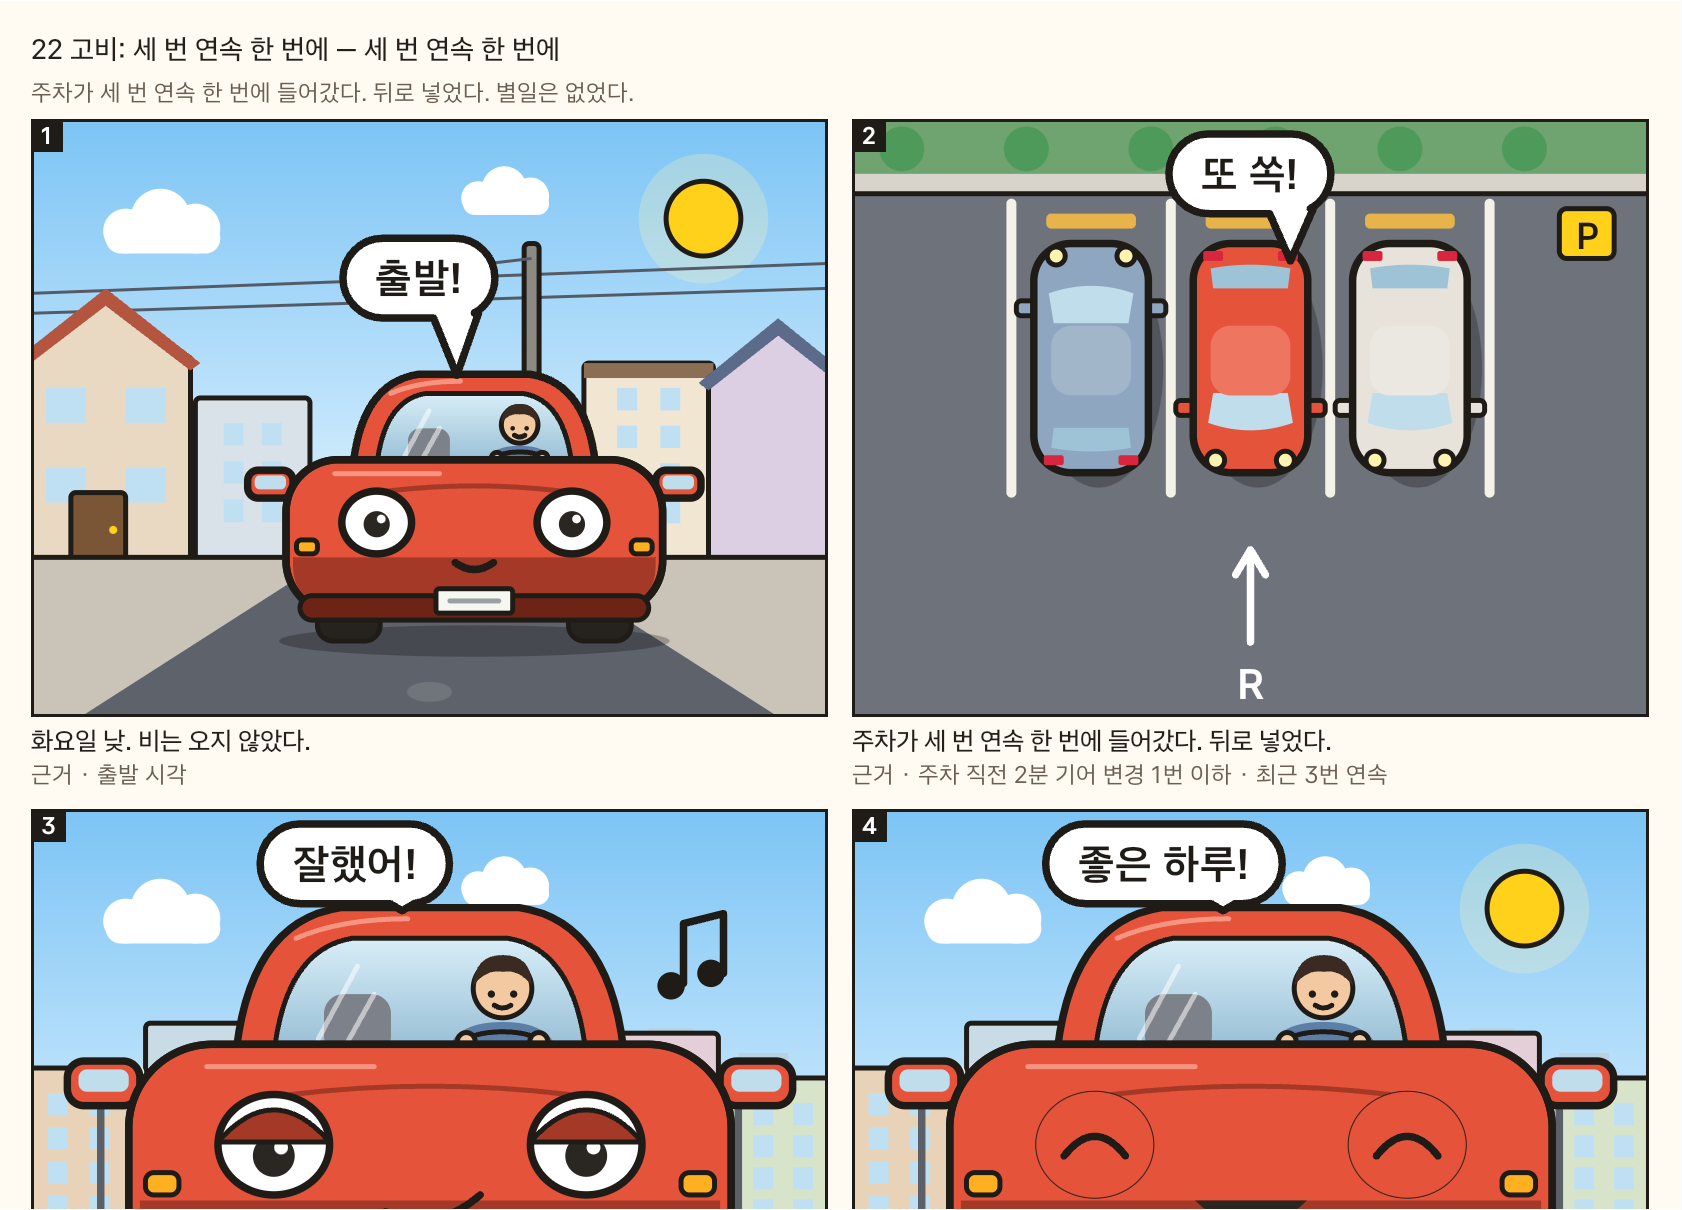 22 고비: 세 번 연속 한 번에 — 세 번 연속 한 번에
주차가 세 번 연속 한 번에 들어갔다. 뒤로 넣었다. 별일은 없었다.
1
출발!
2
또 쏙!
P
R
화요일 낮. 비는 오지 않았다.
근거 · 출발 시각
주차가 세 번 연속 한 번에 들어갔다. 뒤로 넣었다.
근거 · 주차 직전 2분 기어 변경 1번 이하 · 최근 3번 연속
3
잘했어!
4
좋은 하루!